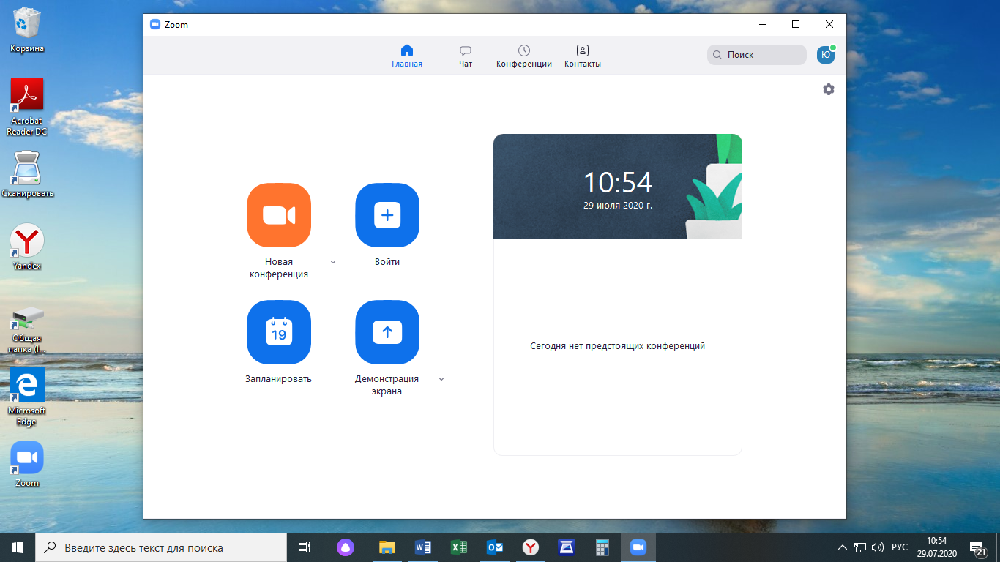 Корзина
Acrobat
Reader DC
Сканировать
Yandex
Общая
папка (I...
Microsoft
Edge
Zoom
Zoom
Главная
Чат
Конференции
Контакты
Поиск
Ю
Новая
конференция
Войти
19
Запланировать
Демонстрация
экрана
10:54
29 июля 2020 г.
Сегодня нет предстоящих конференций
Введите здесь текст для поиска
РУС
10:54
29.07.2020
21